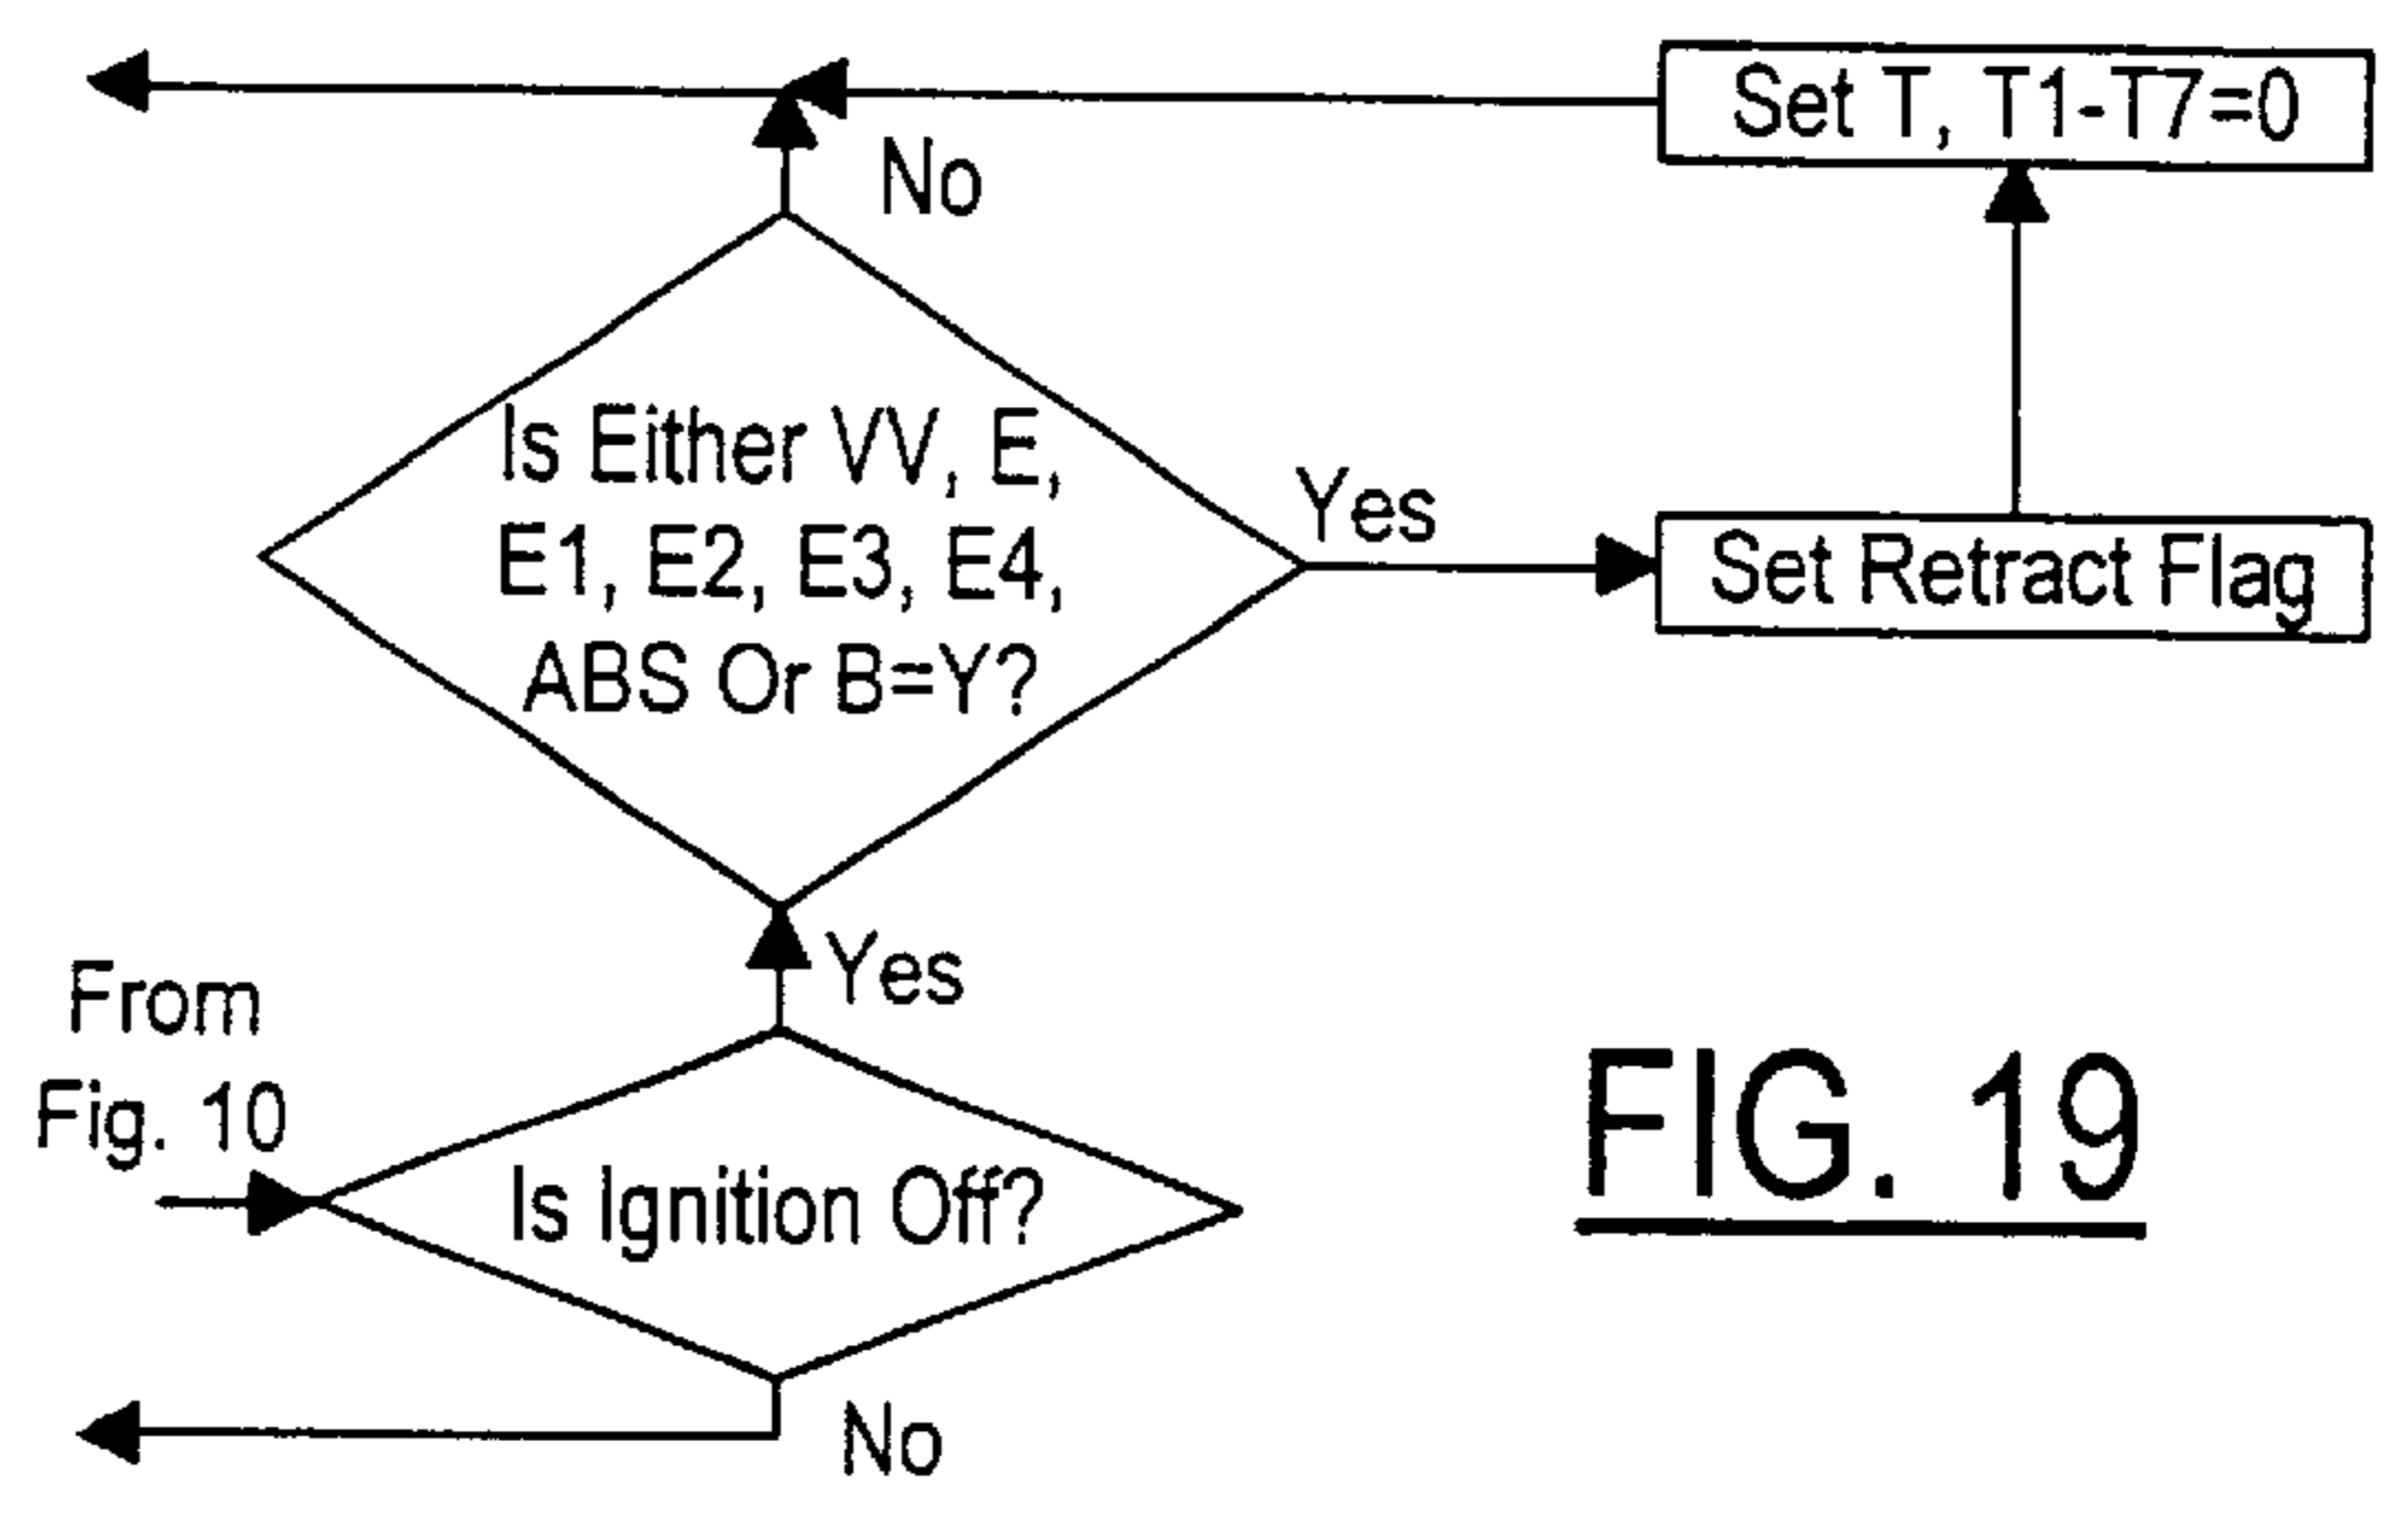 Set T, T1-T7=0
No
Is Either VV, E,
E1, E2, E3, E4,
ABS Or B=Y?
Yes
Set Retract Flag
Yes
From
Fig. 10
Is Ignition Off?
No
FIG. 19